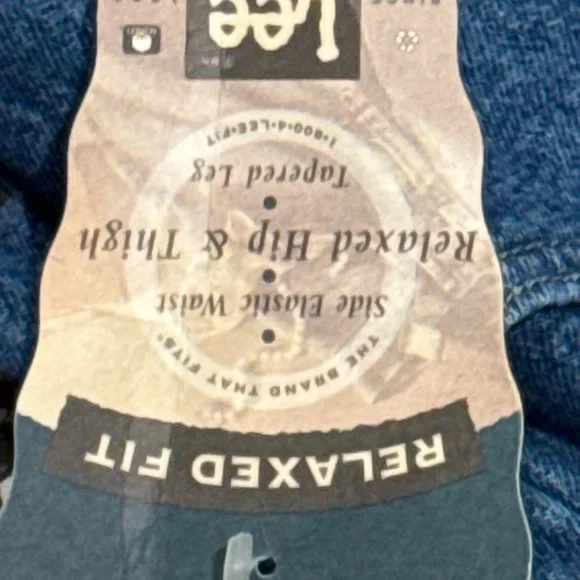 RELAXED FIT
THE BRAND THAT FITS®
Side Elastic Waist
Relaxed Hip & Thigh
Tapered Leg
1•800•4•LEE•FIT
Lee